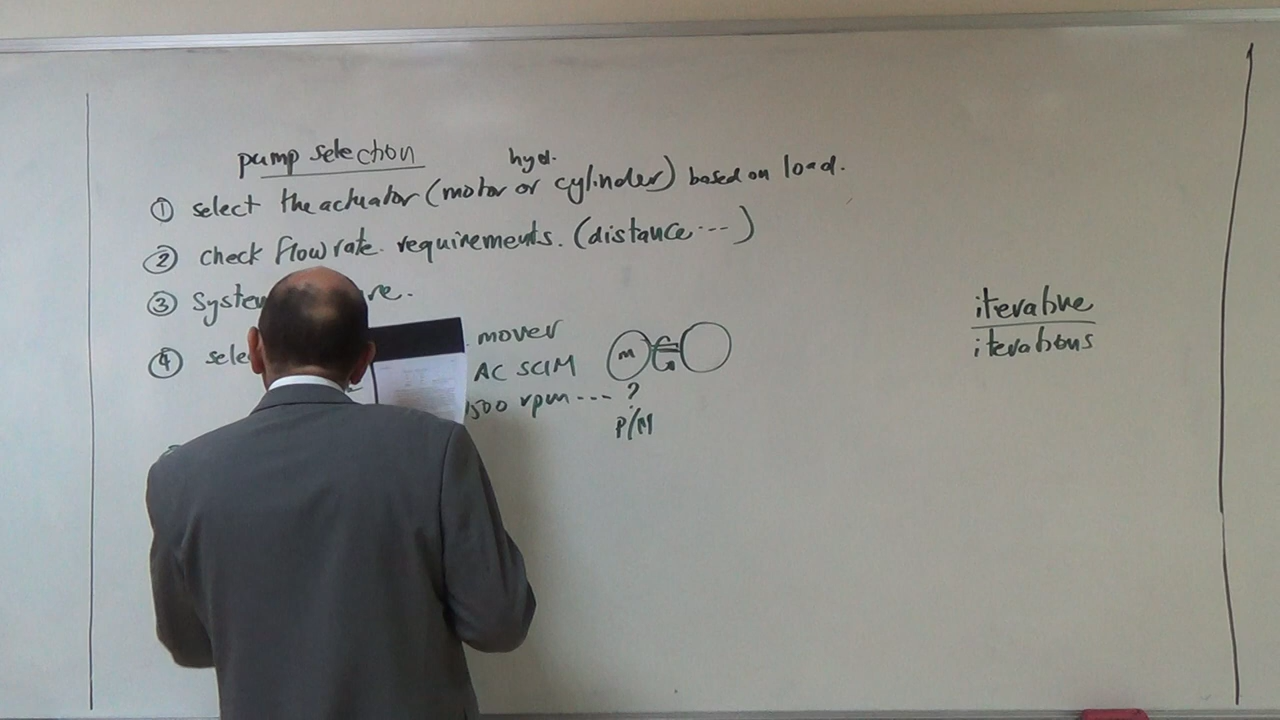 pump selection
hyd.
① select the actuator (motor or cylinder) based on load.
② check flow rate requirements. (distance ---)
③
④ mover
AC SCIM
M
1500 rpm --- ?
P/M
iterative
iterations